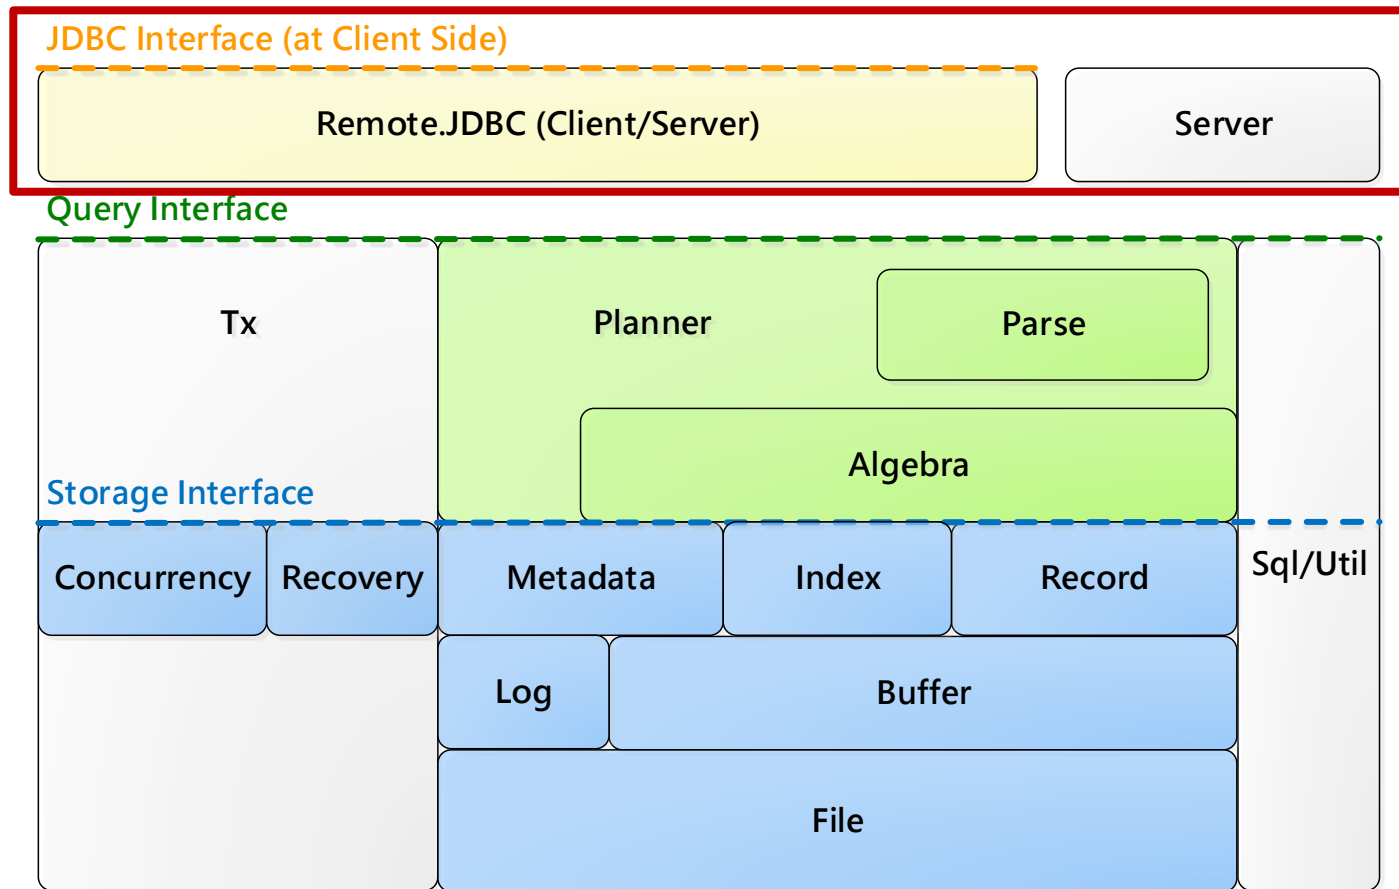 JDBC Interface (at Client Side)
Remote.JDBC (Client/Server)
Server
Query Interface
Tx
Planner
Parse
Algebra
Storage Interface
Concurrency
Recovery
Metadata
Index
Record
Sql/Util
Log
Buffer
File